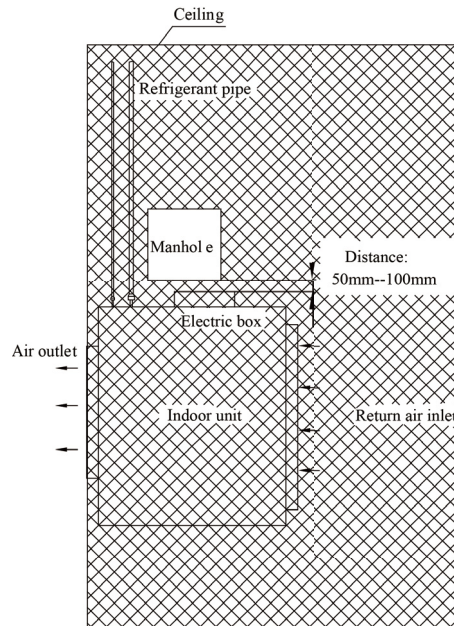 Ceiling
Refrigerant pipe
Manhol e
Distance:
50mm--100mm
Electric box
Air outlet
Indoor unit
Return air inlet